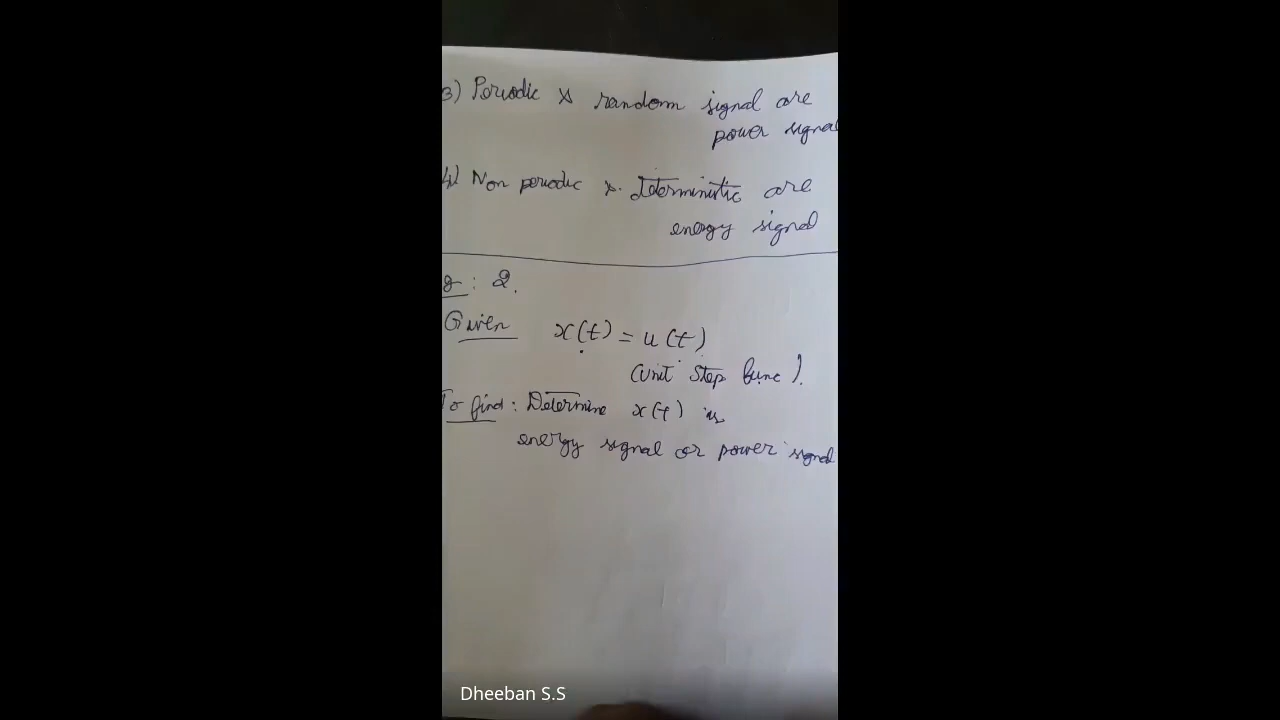 3) Periodic & random signal are
power signal
4) Non periodic & Deterministic are
energy signal
g: 2.
Given x(t) = u(t)
(unit step func).
To find: Determine x(t) is
energy signal or power signal
Dheeban S.S